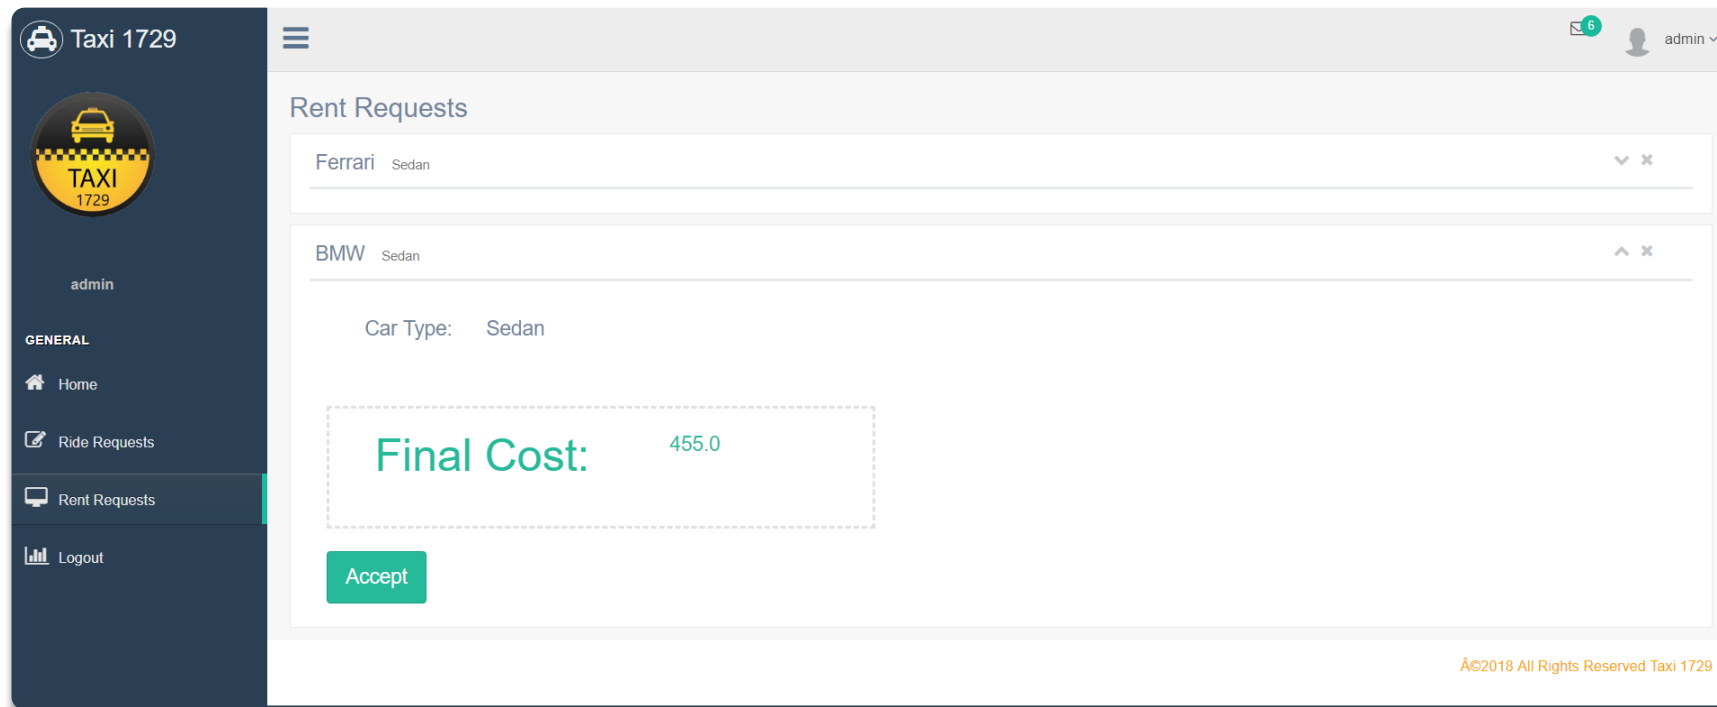 Taxi 1729
6
admin
TAXI
1729
admin
GENERAL
Home
Ride Requests
Rent Requests
Logout
Rent Requests
Ferrari Sedan
BMW Sedan
Car Type: Sedan
Final Cost: 455.0
Accept
Â©2018 All Rights Reserved Taxi 1729